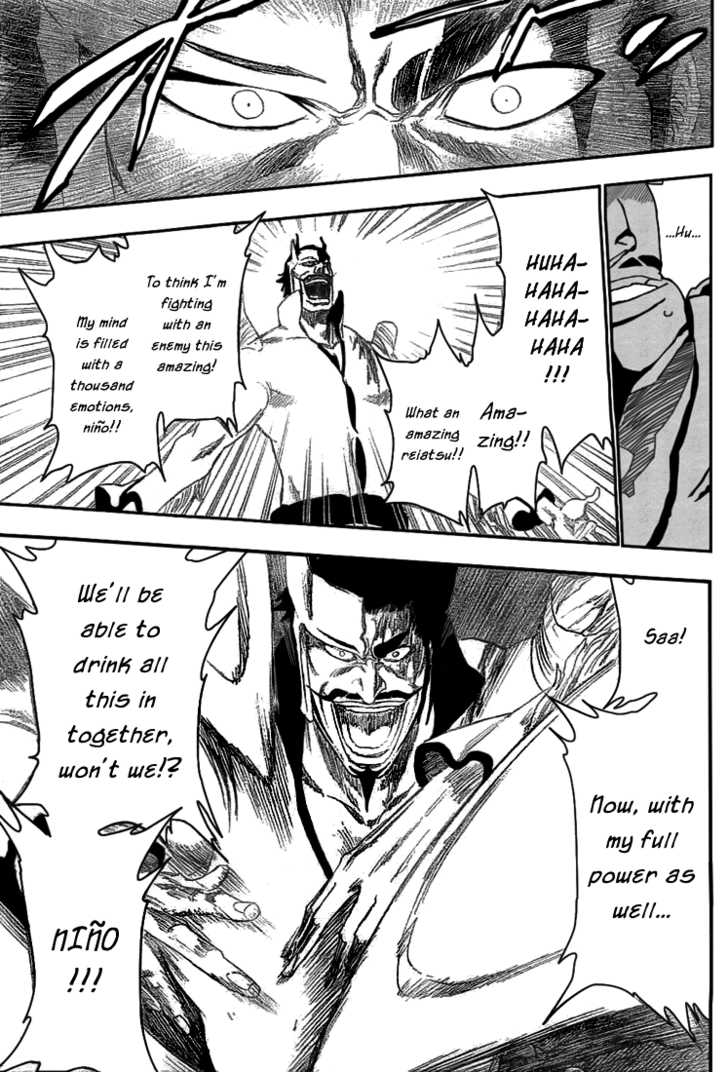 ...Hu...
HUHA-
HAHA-
HAHA-
HAHA
!!!
Ama-
zing!!
What an
amazing
reiatsu!!
To think I'm
fighting
with an
enemy this
amazing!
My mind
is filled
with a
thousand
emotions,
niño!!
Saa!
Now, with
my full
power as
well...
We'll be
able to
drink all
this in
together,
won't we!?
NIÑO
!!!